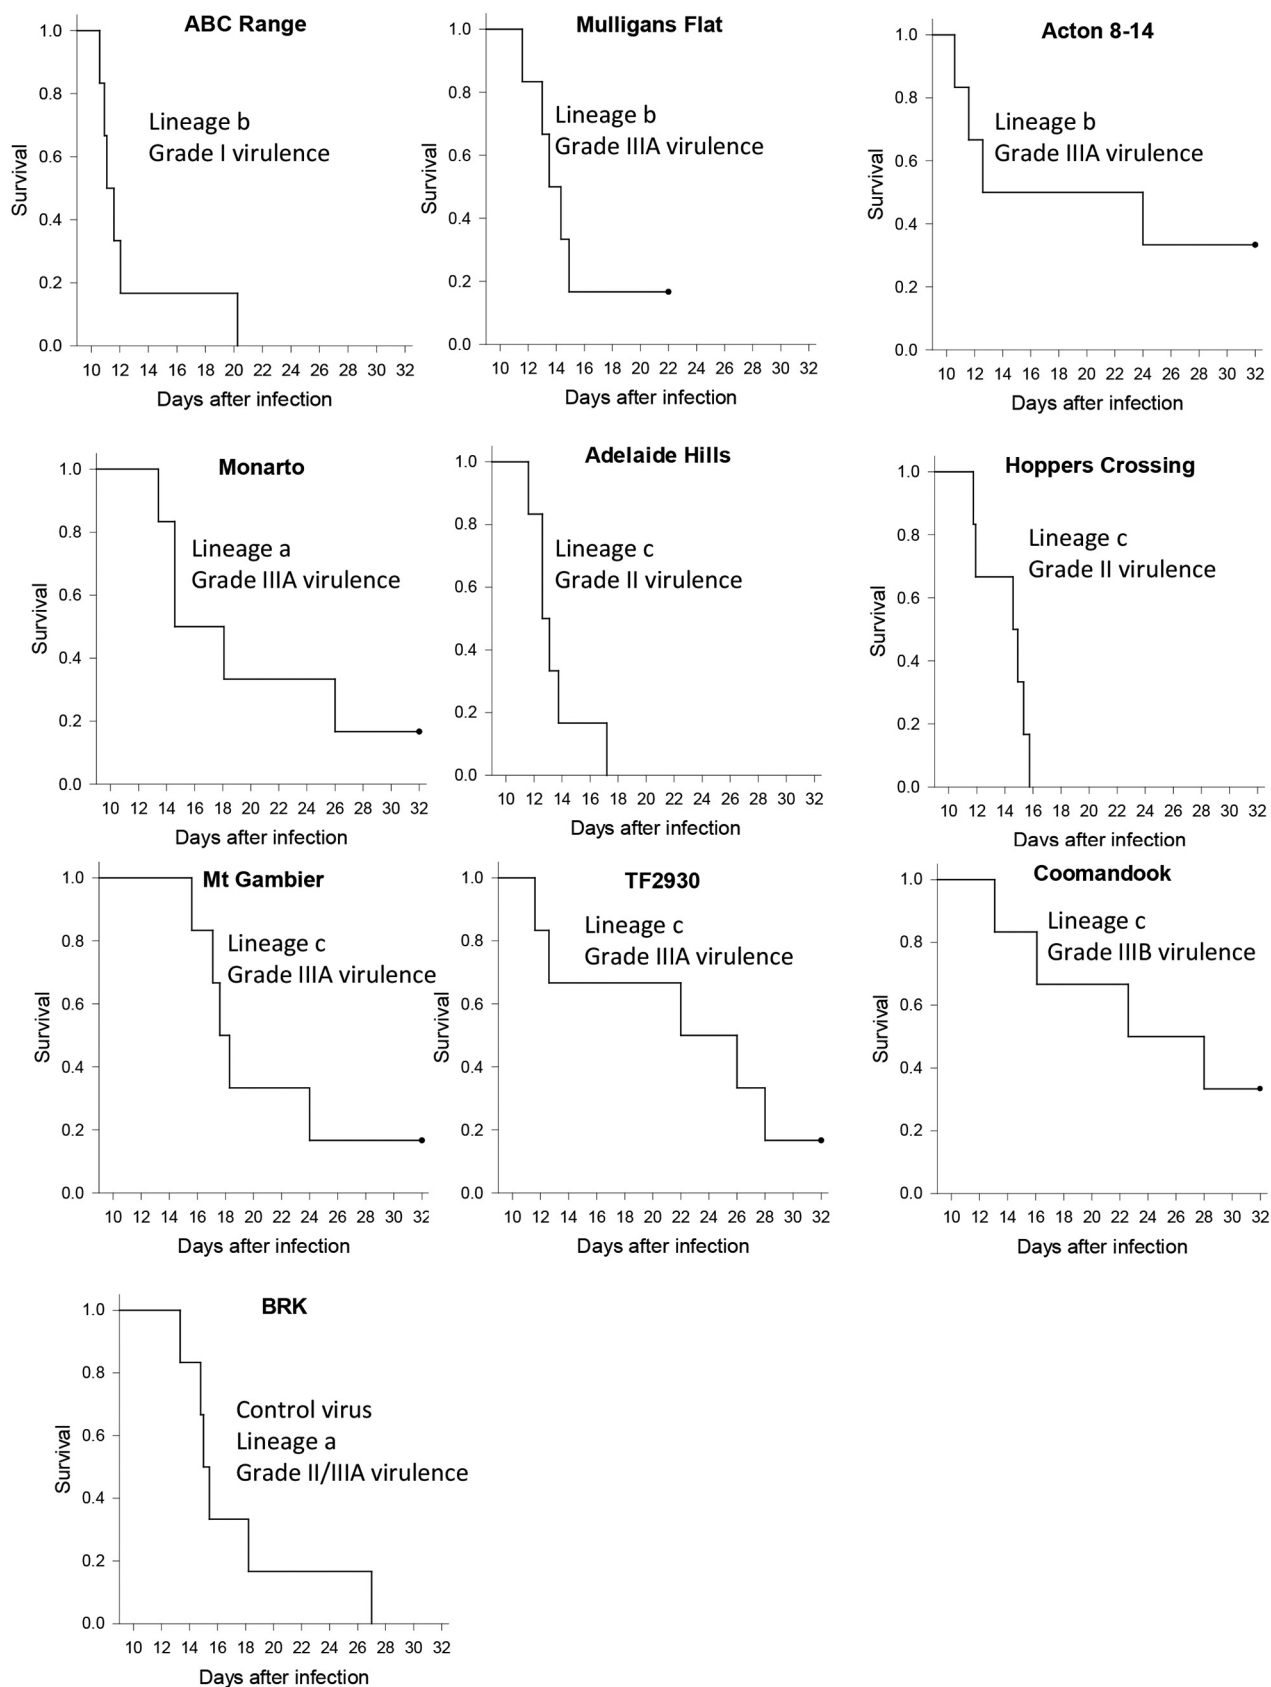 ABC Range
Lineage b
Grade I virulence
Survival
1.0
0.8
0.6
0.4
0.2
0.0
10 12 14 16 18 20 22 24 26 28 30 32
Days after infection
Mulligans Flat
Lineage b
Grade IIIA virulence
Survival
1.0
0.8
0.6
0.4
0.2
0.0
10 12 14 16 18 20 22 24 26 28 30 32
Days after infection
Acton 8-14
Lineage b
Grade IIIA virulence
Survival
1.0
0.8
0.6
0.4
0.2
0.0
10 12 14 16 18 20 22 24 26 28 30 32
Days after infection
Monarto
Lineage a
Grade IIIA virulence
Survival
1.0
0.8
0.6
0.4
0.2
0.0
10 12 14 16 18 20 22 24 26 28 30 32
Days after infection
Adelaide Hills
Lineage c
Grade II virulence
1.0
0.8
0.6
0.4
0.2
0.0
10 12 14 16 18 20 22 24 26 28 30 32
Days after infection
Hoppers Crossing
Lineage c
Grade II virulence
Survival
1.0
0.8
0.6
0.4
0.2
0.0
10 12 14 16 18 20 22 24 26 28 30 32
Days after infection
Mt Gambier
Lineage c
Grade IIIA virulence
Survival
1.0
0.8
0.6
0.4
0.2
0.0
10 12 14 16 18 20 22 24 26 28 30 32
Days after infection
TF2930
Lineage c
Grade IIIA virulence
Survival
1.0
0.8
0.6
0.4
0.2
0.0
10 12 14 16 18 20 22 24 26 28 30 32
Days after infection
Coomandook
Lineage c
Grade IIIB virulence
Survival
1.0
0.8
0.6
0.4
0.2
0.0
10 12 14 16 18 20 22 24 26 28 30 32
Days after infection
BRK
Control virus
Lineage a
Grade II/IIIA virulence
Survival
1.0
0.8
0.6
0.4
0.2
0.0
10 12 14 16 18 20 22 24 26 28 30 32
Days after infection